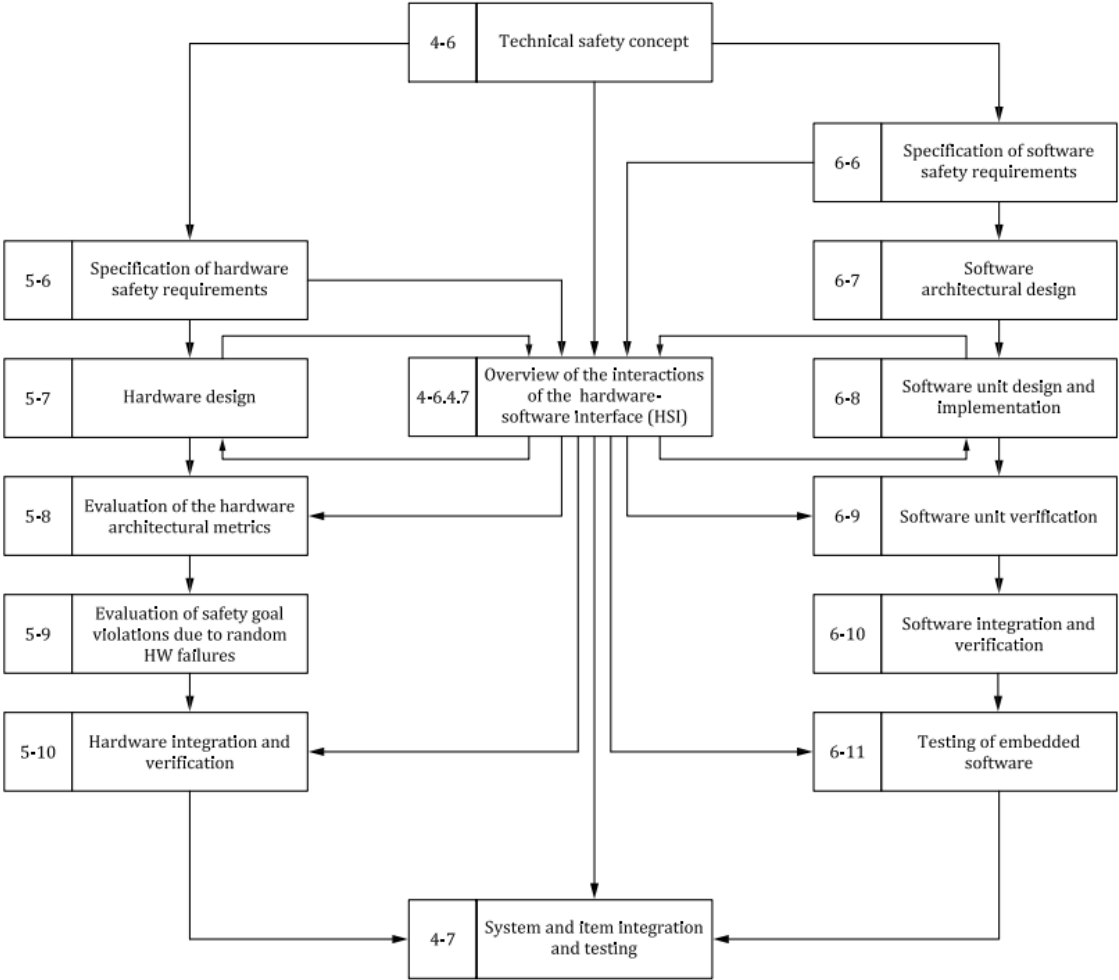 4-6
Technical safety concept
6-6
Specification of software
safety requirements
5-6
Specification of hardware
safety requirements
6-7
Software
architectural design
5-7
Hardware design
4-6.4.7
Overview of the interactions
of the hardware-
software interface (HSI)
6-8
Software unit design and
implementation
5-8
Evaluation of the hardware
architectural metrics
6-9
Software unit verification
5-9
Evaluation of safety goal
violations due to random
HW failures
6-10
Software integration and
verification
5-10
Hardware integration and
verification
6-11
Testing of embedded
software
4-7
System and item integration
and testing